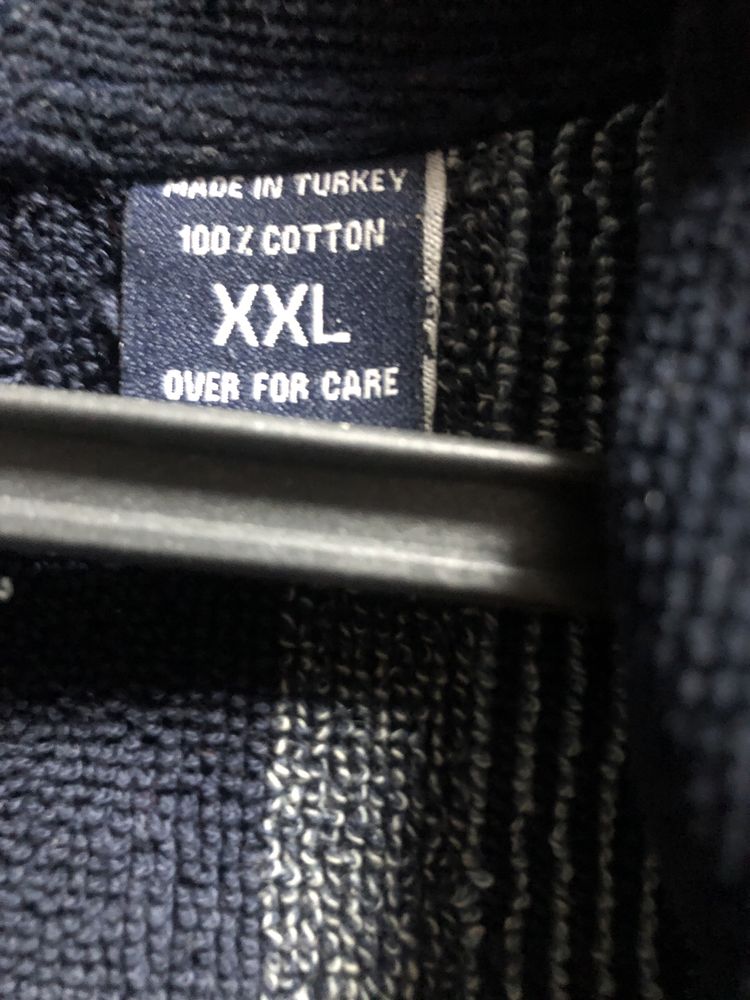 MADE IN TURKEY
100% COTTON
XXL
OVER FOR CARE